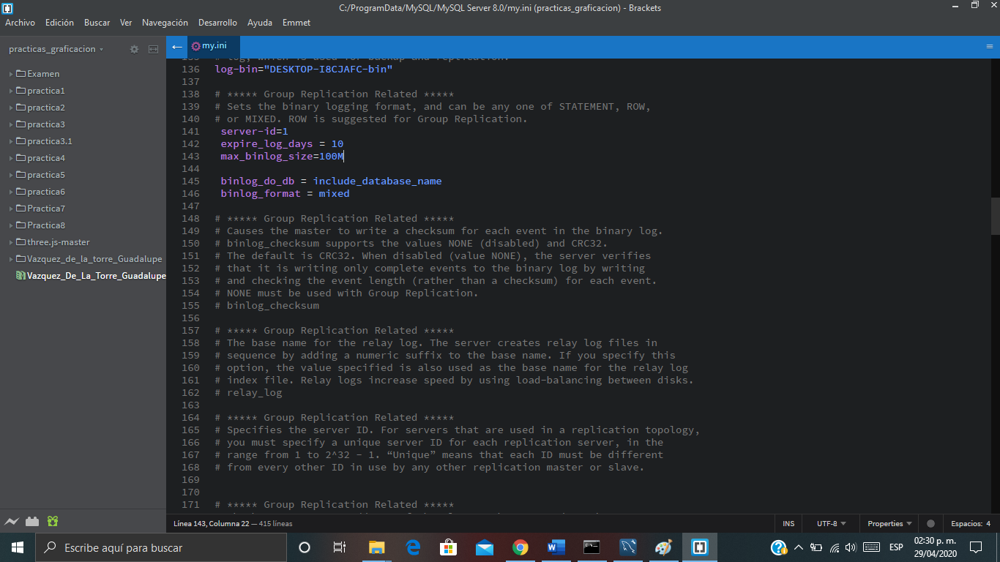 C:/ProgramData/MySQL/MySQL Server 8.0/my.ini (practicas_graficacion) - Brackets
Archivo Edición Buscar Ver Navegación Desarrollo Ayuda Emmet
practicas_graficacion
my.ini
Examen
practica1
practica2
practica3
practica3.1
practica4
practica5
practica6
Practica7
Practica8
three.js-master
Vazquez_de_la_torre_Guadalupe
Vazquez_De_La_Torre_Guadalupe
135 # log, which is used for backup and replication.
136 log-bin="DESKTOP-I8CJAFC-bin"
137
138 # ***** Group Replication Related *****
139 # Sets the binary logging format, and can be any one of STATEMENT, ROW,
140 # or MIXED. ROW is suggested for Group Replication.
141 server-id=1
142 expire_log_days = 10
143 max_binlog_size=100M
144
145 binlog_do_db = include_database_name
146 binlog_format = mixed
147
148 # ***** Group Replication Related *****
149 # Causes the master to write a checksum for each event in the binary log.
150 # binlog_checksum supports the values NONE (disabled) and CRC32.
151 # The default is CRC32. When disabled (value NONE), the server verifies
152 # that it is writing only complete events to the binary log by writing
153 # and checking the event length (rather than a checksum) for each event.
154 # NONE must be used with Group Replication.
155 # binlog_checksum
156
157 # ***** Group Replication Related *****
158 # The base name for the relay log. The server creates relay log files in
159 # sequence by adding a numeric suffix to the base name. If you specify this
160 # option, the value specified is also used as the base name for the relay log
161 # index file. Relay logs increase speed by using load-balancing between disks.
162 # relay_log
163
164 # ***** Group Replication Related *****
165 # Specifies the server ID. For servers that are used in a replication topology,
166 # you must specify a unique server ID for each replication server, in the
167 # range from 1 to 2^32 - 1. “Unique” means that each ID must be different
168 # from every other ID in use by any other replication master or slave.
169
170
171 # ***** Group Replication Related *****
Línea 143, Columna 22 — 415 líneas
INS UTF-8 Properties Espacios: 4
Escribe aquí para buscar
ESP
02:30 p. m.
29/04/2020